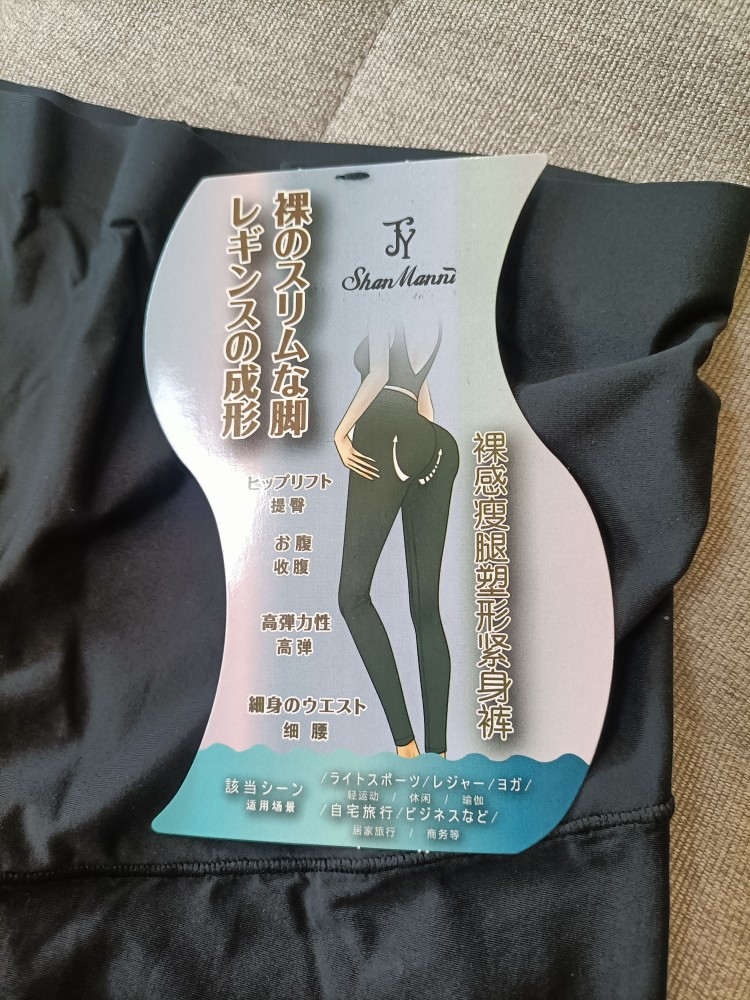 JY
ShanManni
裸のスリムな脚
レギンスの成形
裸感瘦腿塑形紧身裤
ヒップリフト
提臀
お腹
收腹
高弾力性
高弹
細身のウエスト
细腰
該当シーン
适用场景
/ライトスポーツ/レジャー/ヨガ/
轻运动 / 休闲 / 瑜伽
/自宅旅行/ビジネスなど/
居家旅行 / 商务等